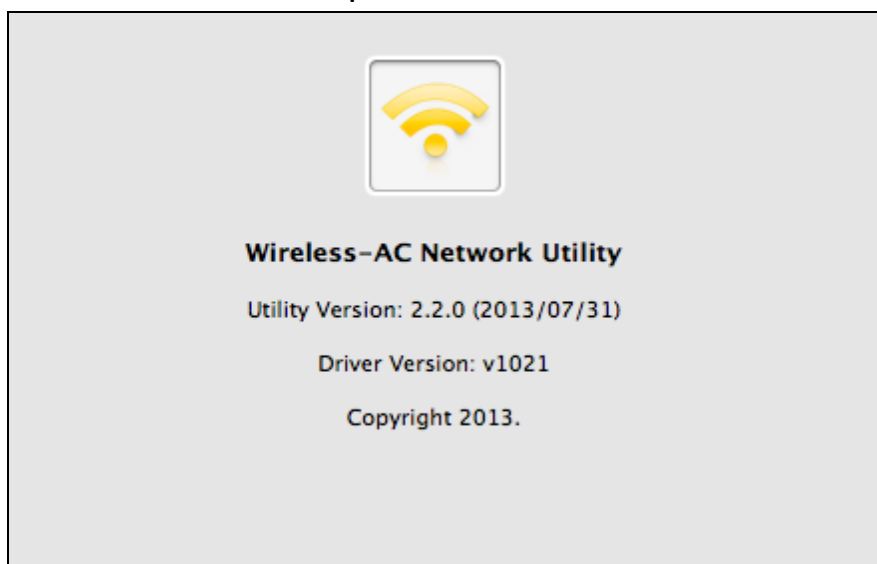 Wireless-AC Network Utility
Utility Version: 2.2.0 (2013/07/31)
Driver Version: v1021
Copyright 2013.